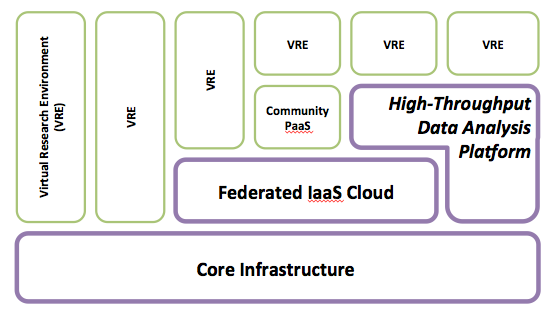 Virtual Research Environment
(VRE)
VRE
VRE
VRE
VRE
VRE
Community
PaaS
High-Throughput
Data Analysis
Platform
Federated IaaS Cloud
Core Infrastructure